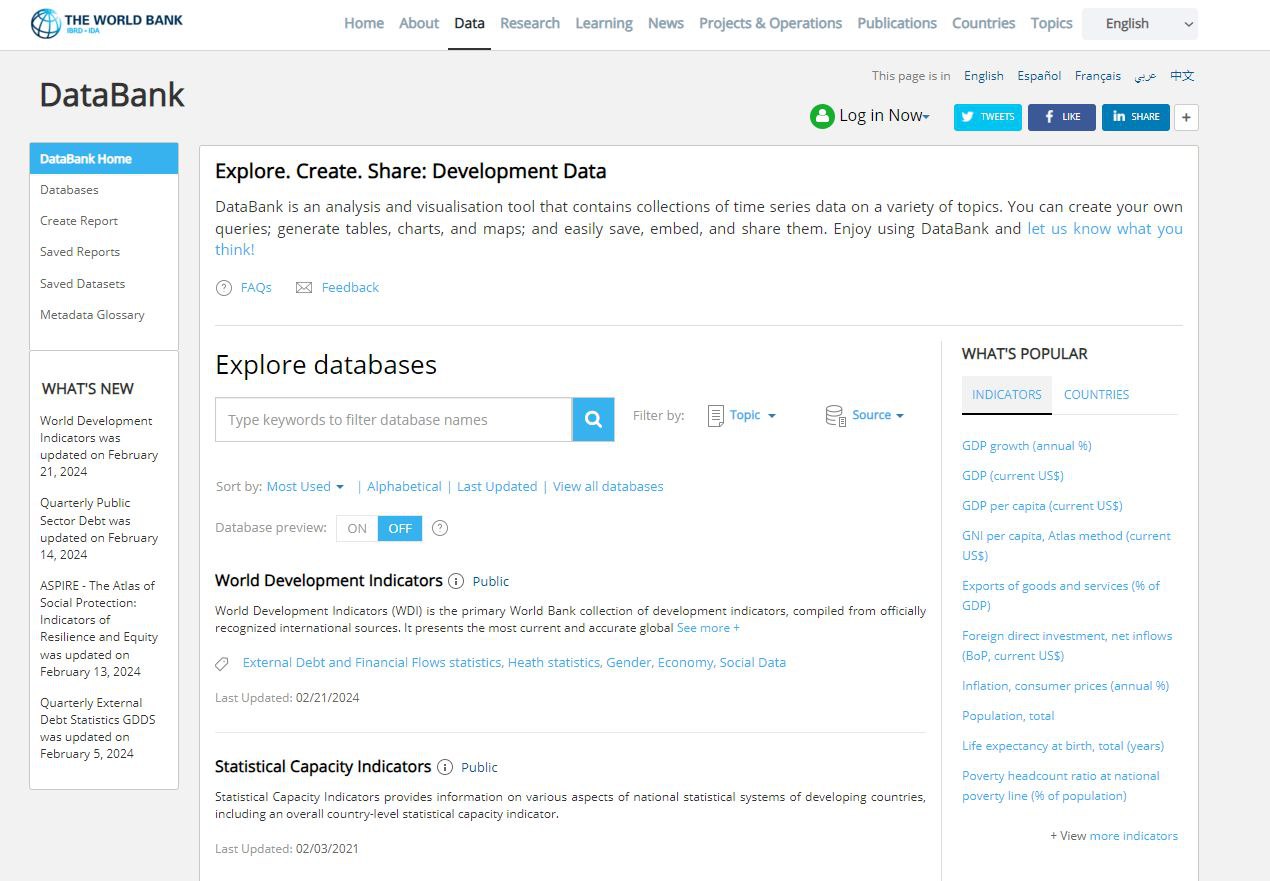 THE WORLD BANK
IBRD • IDA
Home About Data Research Learning News Projects & Operations Publications Countries Topics English
This page is in English Español Français عربي 中文
DataBank
Log in Now
TWEETS LIKE SHARE +
DataBank Home
Databases
Create Report
Saved Reports
Saved Datasets
Metadata Glossary
WHAT'S NEW
World Development
Indicators was
updated on February
21, 2024
Quarterly Public
Sector Debt was
updated on February
14, 2024
ASPIRE - The Atlas of
Social Protection:
Indicators of
Resilience and Equity
was updated on
February 13, 2024
Quarterly External
Debt Statistics GDDS
was updated on
February 5, 2024
Explore. Create. Share: Development Data
DataBank is an analysis and visualisation tool that contains collections of time series data on a variety of topics. You can create your own
queries; generate tables, charts, and maps; and easily save, embed, and share them. Enjoy using DataBank and let us know what you
think!
? FAQs Feedback
Explore databases
Type keywords to filter database names
Filter by: Topic Source
Sort by: Most Used | Alphabetical | Last Updated | View all databases
Database preview: ON OFF ?
World Development Indicators i Public
World Development Indicators (WDI) is the primary World Bank collection of development indicators, compiled from officially
recognized international sources. It presents the most current and accurate global See more +
External Debt and Financial Flows statistics, Heath statistics, Gender, Economy, Social Data
Last Updated: 02/21/2024
Statistical Capacity Indicators i Public
Statistical Capacity Indicators provides information on various aspects of national statistical systems of developing countries,
including an overall country-level statistical capacity indicator.
Last Updated: 02/03/2021
WHAT'S POPULAR
INDICATORS COUNTRIES
GDP growth (annual %)
GDP (current US$)
GDP per capita (current US$)
GNI per capita, Atlas method (current
US$)
Exports of goods and services (% of
GDP)
Foreign direct investment, net inflows
(BoP, current US$)
Inflation, consumer prices (annual %)
Population, total
Life expectancy at birth, total (years)
Poverty headcount ratio at national
poverty line (% of population)
+ View more indicators